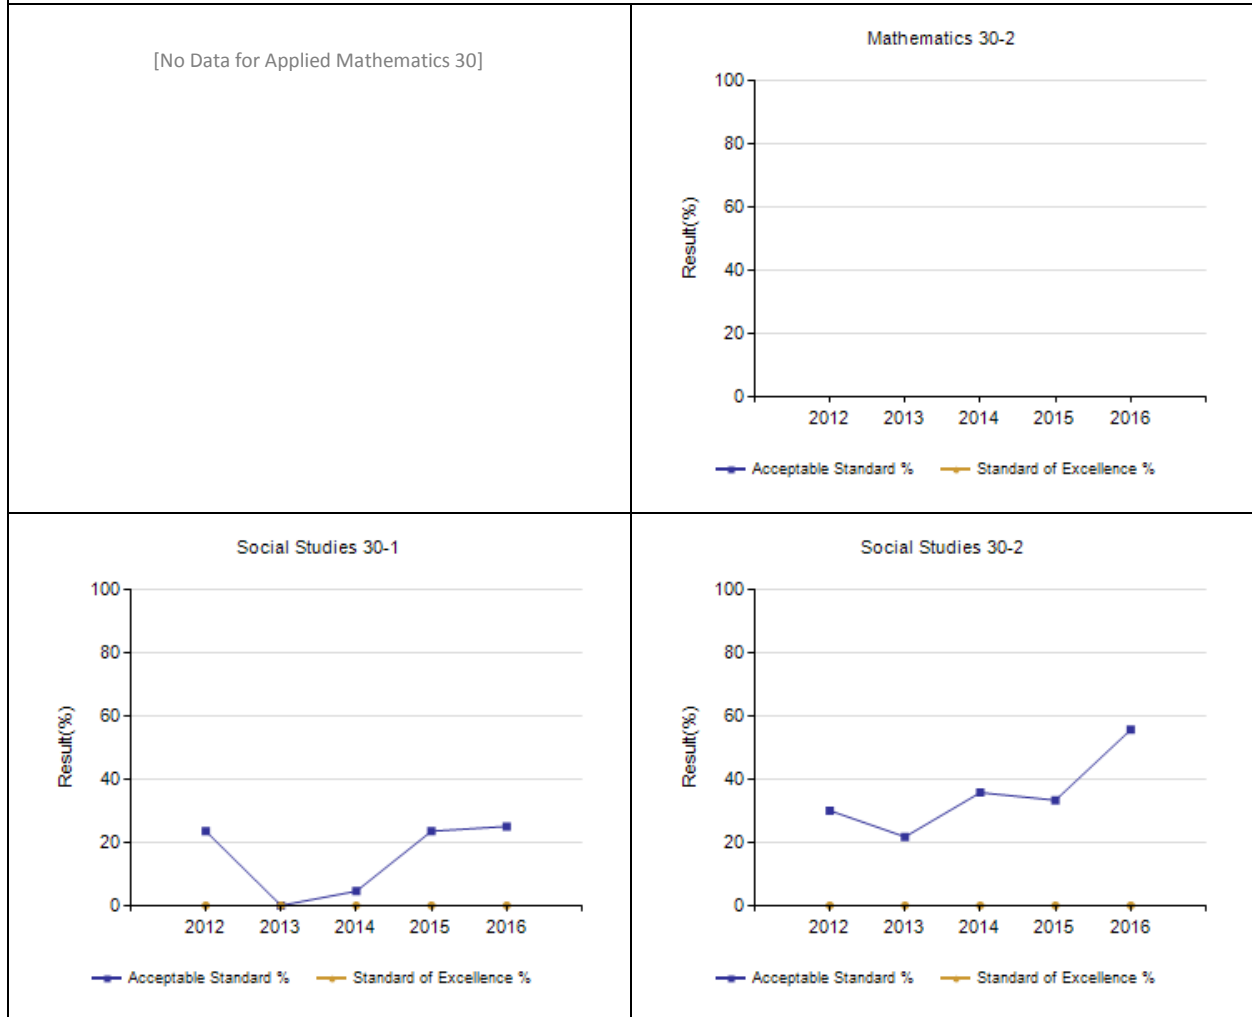 [No Data for Applied Mathematics 30]
Mathematics 30-2
Result(%)
100
80
60
40
20
0
2012 2013 2014 2015 2016
Acceptable Standard % Standard of Excellence %
Social Studies 30-1
Result(%)
100
80
60
40
20
0
2012 2013 2014 2015 2016
Acceptable Standard % Standard of Excellence %
Social Studies 30-2
Result(%)
100
80
60
40
20
0
2012 2013 2014 2015 2016
Acceptable Standard % Standard of Excellence %